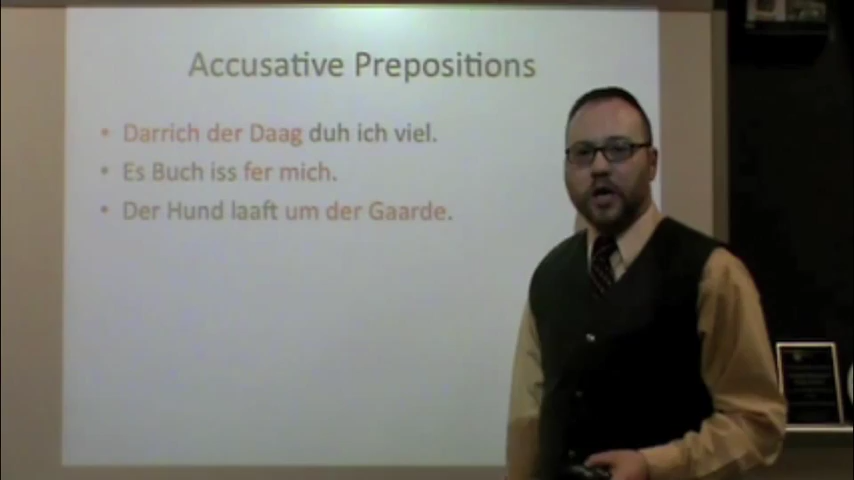 Accusative Prepositions
• Darrich der Daag duh ich viel.
• Es Buch iss fer mich.
• Der Hund laaft um der Gaarde.